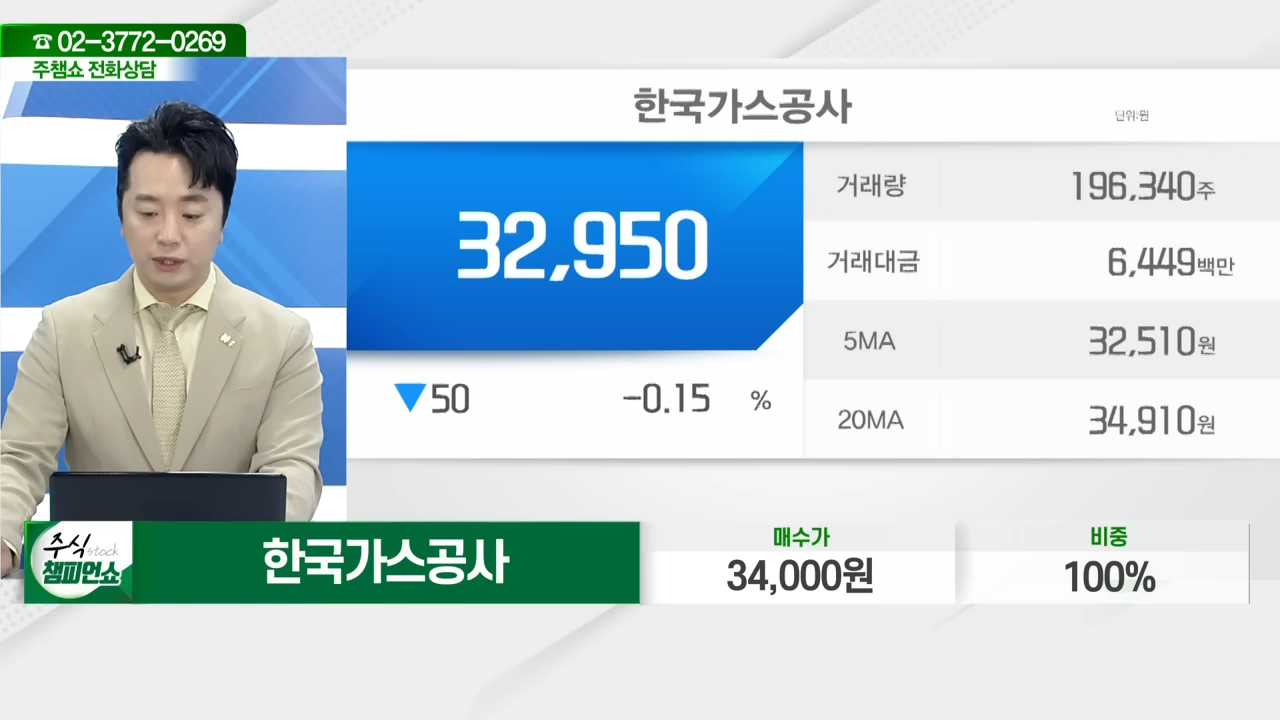 ☎ 02-3772-0269
주챔쇼 전화상담
한국가스공사
단위:원
32,950
▼50 -0.15 %
거래량 196,340주
거래대금 6,449백만
5MA 32,510원
20MA 34,910원
주식 stock
챔피언쇼
한국가스공사
매수가
34,000원
비중
100%